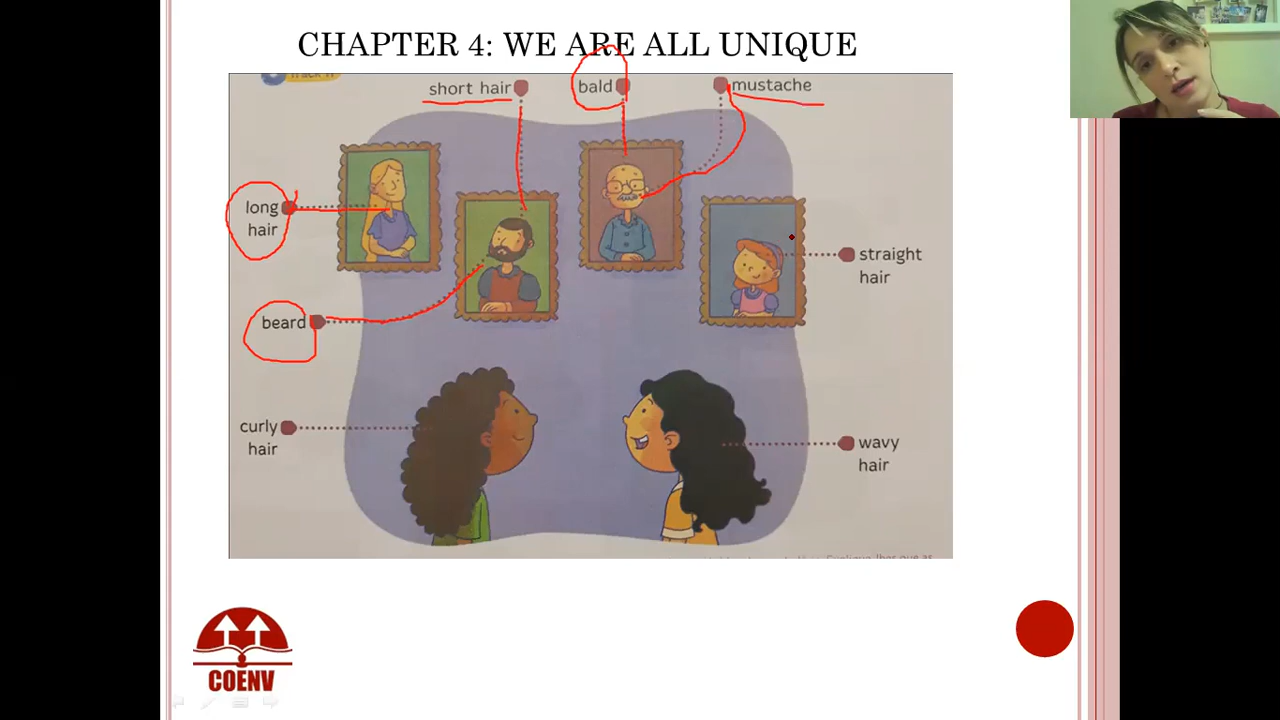 CHAPTER 4: WE ARE ALL UNIQUE
short hair
bald
mustache
long
hair
straight
hair
beard
curly
hair
wavy
hair
COENV